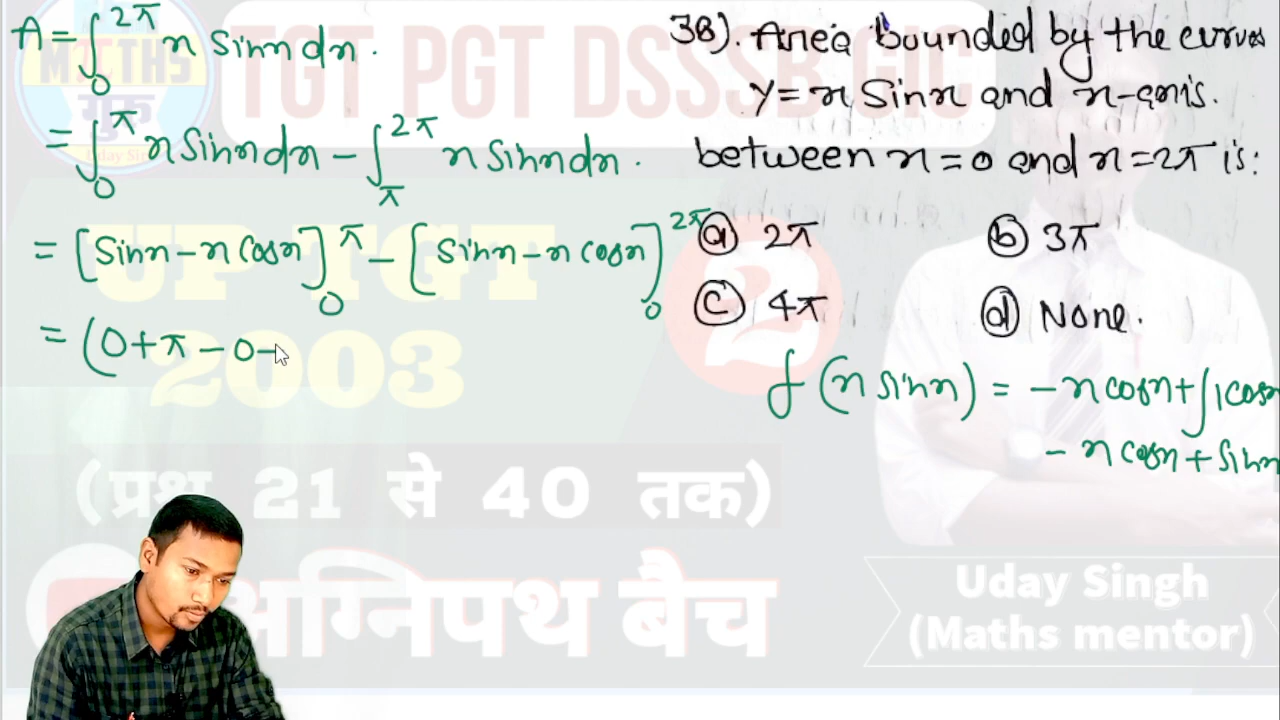 A = ∫₀^2π x sinx dx.
= ∫₀^π x sinx dx − ∫_π^2π x sinx dx.
= [sinx − x cosx]₀^π − [sinx − x cosx]₀^2π
= (0+π−0−
38). Area bounded by the curves
y = x sinx and x-axis.
between x=0 and x=2π is:
(a) 2π (b) 3π
(c) 4π (d) None.
∫(x sinx) = −x cosx + ∫1 cosx
− x cosx + sinx
TGT PGT DSSSB GIC
गुरु
UP TGT
2003
2
(प्रश्न 21 से 40 तक)
अग्निपथ बैच
Uday Singh
(Maths mentor)